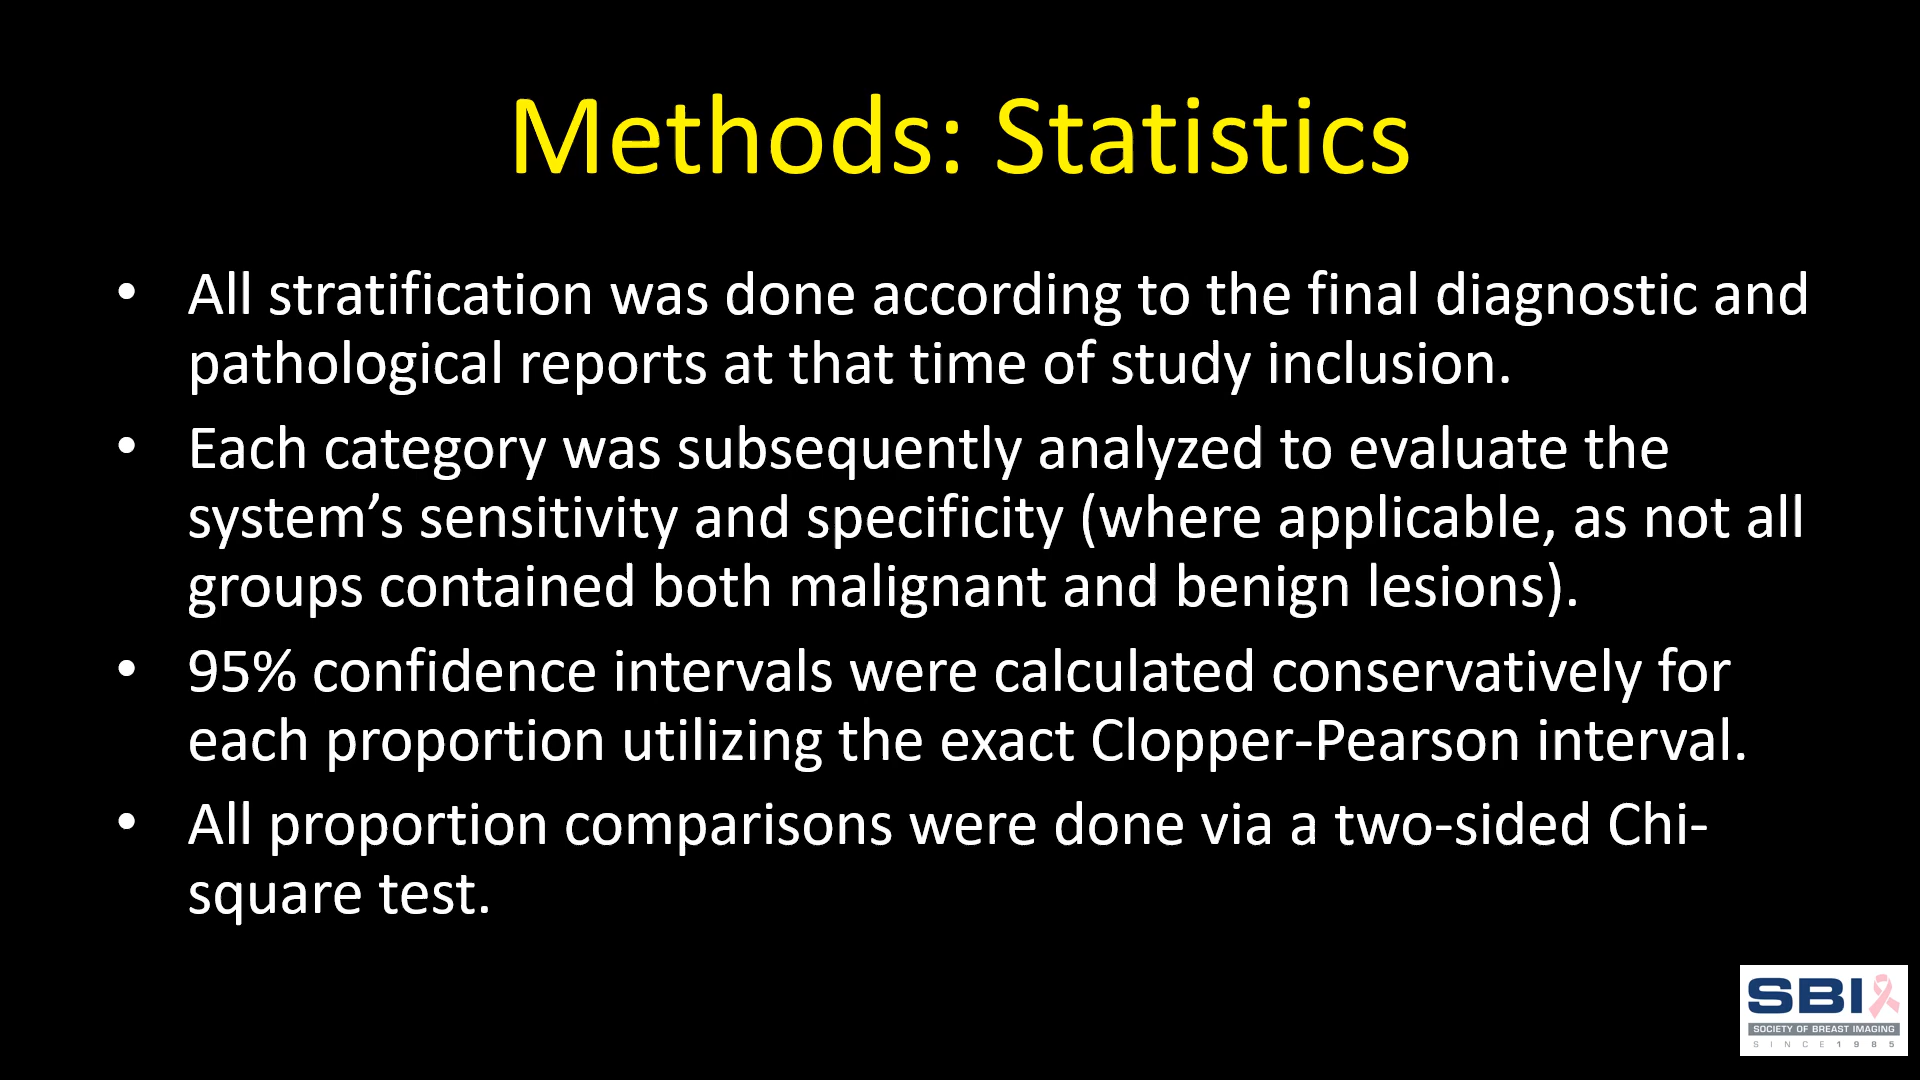 Methods: Statistics
• All stratification was done according to the final diagnostic and
pathological reports at that time of study inclusion.
• Each category was subsequently analyzed to evaluate the
system’s sensitivity and specificity (where applicable, as not all
groups contained both malignant and benign lesions).
• 95% confidence intervals were calculated conservatively for
each proportion utilizing the exact Clopper-Pearson interval.
• All proportion comparisons were done via a two-sided Chi-
square test.
SBI
SOCIETY OF BREAST IMAGING
SINCE 1985